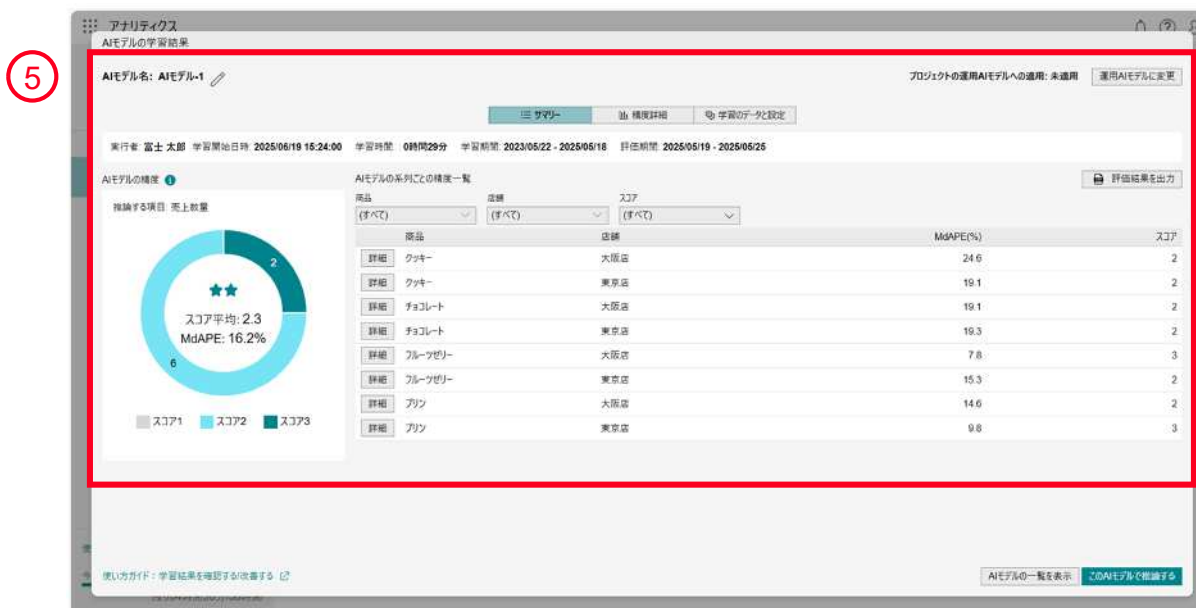 アナリティクス
AIモデルの学習結果
⑤
AIモデル名: AIモデル-1
プロジェクトの運用AIモデルへの適用: 未適用 運用AIモデルに変更
サマリー 精度詳細 学習のデータと設定
実行者 富士 太郎 学習開始日時 2025/06/19 15:24:00 学習時間 0時間29分 学習期間 2023/05/22 - 2025/05/18 評価期間 2025/05/19 - 2025/05/25
AIモデルの精度
推論する項目 売上数量
2
スコア平均: 2.3
MdAPE: 16.2%
6
スコア1 スコア2 スコア3
AIモデルの系列ごとの精度一覧 評価結果を出力
商品 店舗 スコア
(すべて) (すべて) (すべて)
商品 店舗 MdAPE(%) スコア
詳細 クッキー 大阪店 24.6 2
詳細 クッキー 東京店 19.1 2
詳細 チョコレート 大阪店 19.1 2
詳細 チョコレート 東京店 19.3 2
詳細 フルーツゼリー 大阪店 7.8 3
詳細 フルーツゼリー 東京店 15.3 2
詳細 プリン 大阪店 14.6 2
詳細 プリン 東京店 9.8 3
使い方ガイド：学習結果を確認する/改善する
AIモデルの一覧を表示 このAIモデルで推論する